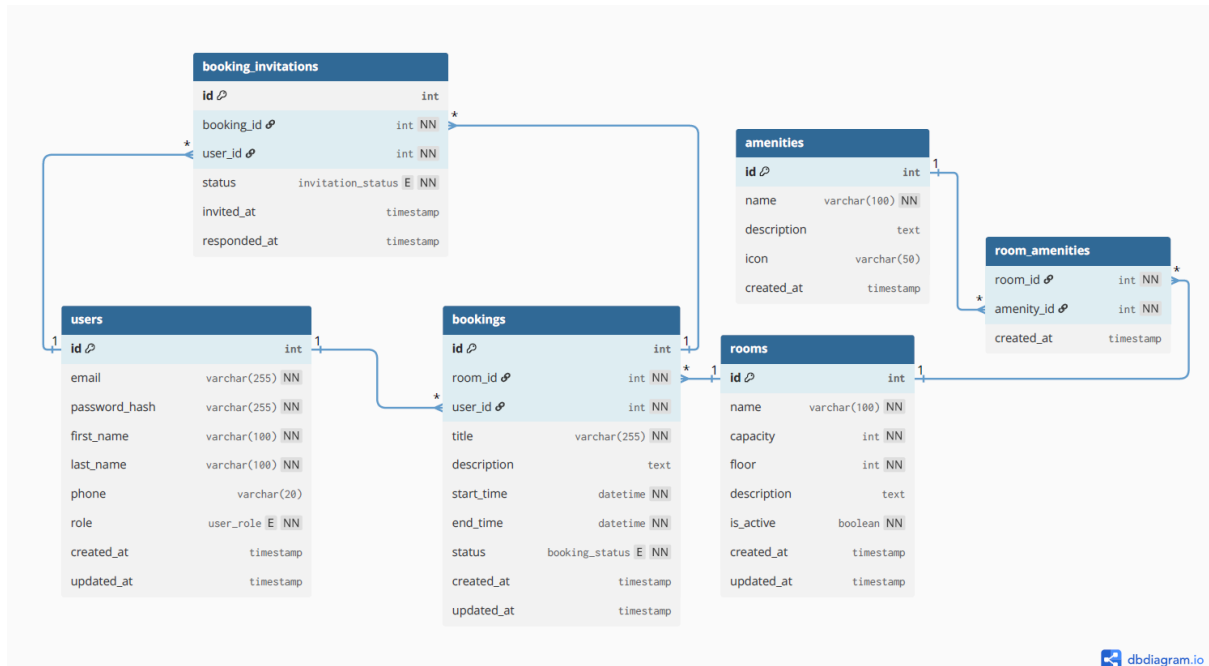 booking_invitations
id int
booking_id int NN
user_id int NN
status invitation_status E NN
invited_at timestamp
responded_at timestamp
* * 1 1
amenities
id int
name varchar(100) NN
description text
icon varchar(50)
created_at timestamp
1 *
room_amenities
room_id int NN
amenity_id int NN
created_at timestamp
* 1
users
id int
email varchar(255) NN
password_hash varchar(255) NN
first_name varchar(100) NN
last_name varchar(100) NN
phone varchar(20)
role user_role E NN
created_at timestamp
updated_at timestamp
1 *
bookings
id int
room_id int NN
user_id int NN
title varchar(255) NN
description text
start_time datetime NN
end_time datetime NN
status booking_status E NN
created_at timestamp
updated_at timestamp
* 1
rooms
id int
name varchar(100) NN
capacity int NN
floor int NN
description text
is_active boolean NN
created_at timestamp
updated_at timestamp
dbdiagram.io